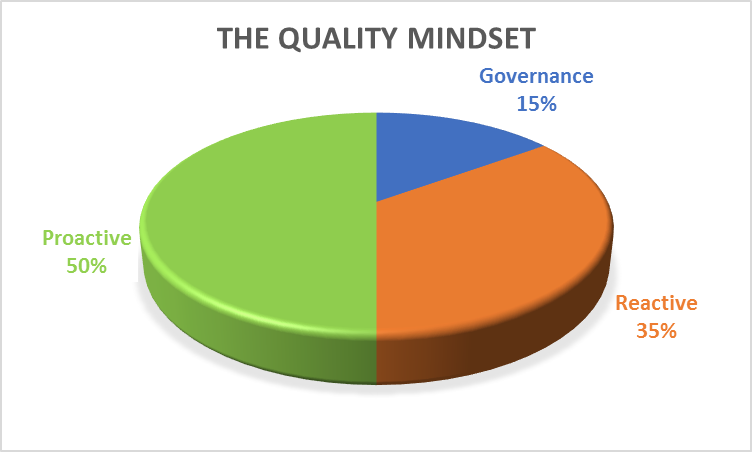 THE QUALITY MINDSET
Governance
15%
Proactive
50%
Reactive
35%